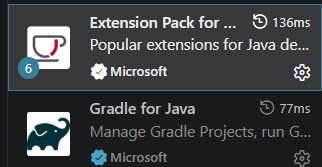 Extension Pack for ... 136ms
Popular extensions for Java de...
6
Microsoft
Gradle for Java 77ms
Manage Gradle Projects, run G...
Microsoft